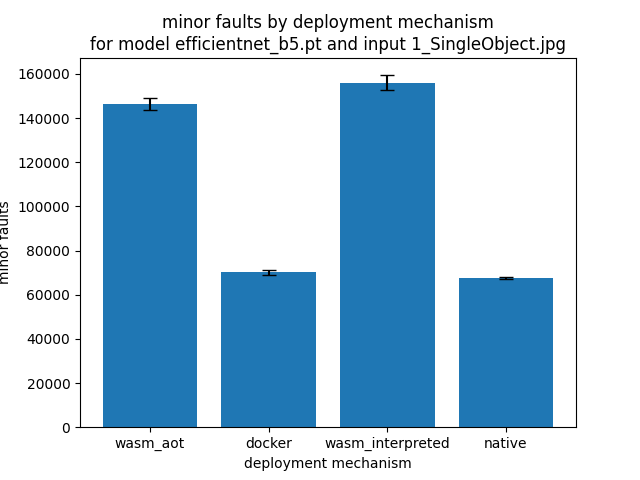 minor faults by deployment mechanism
for model efficientnet_b5.pt and input 1_SingleObject.jpg
160000
140000
120000
100000
80000
60000
40000
20000
0
minor faults
wasm_aot
docker
wasm_interpreted
native
deployment mechanism